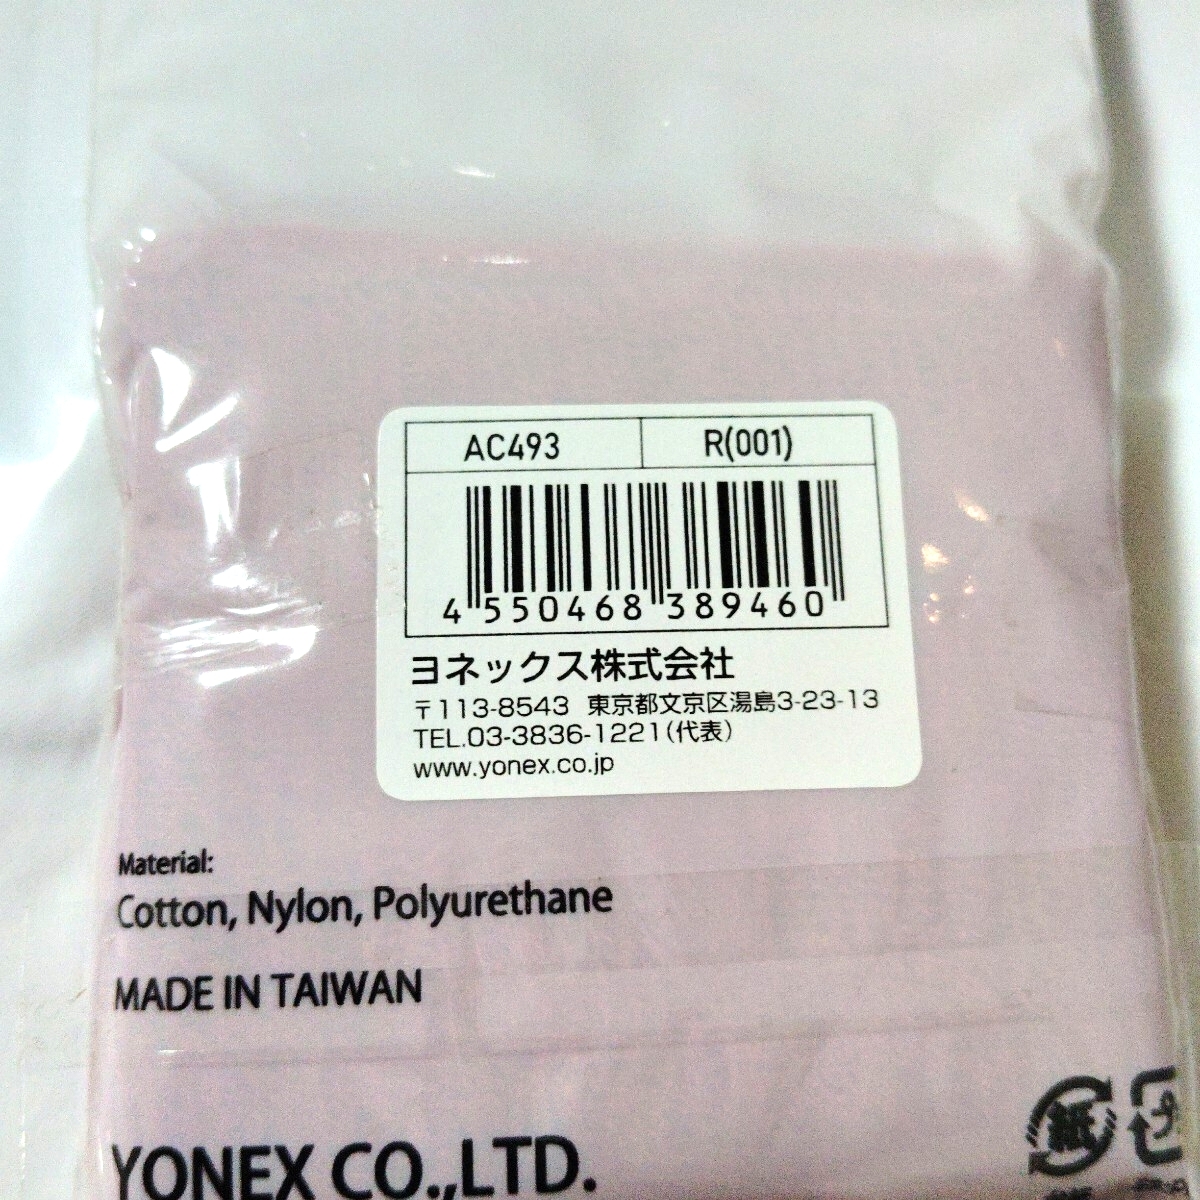 AC493 R(001)
4 550468 389460
ヨネックス株式会社
〒113-8543 東京都文京区湯島3-23-13
TEL.03-3836-1221(代表)
www.yonex.co.jp
Material:
Cotton, Nylon, Polyurethane
MADE IN TAIWAN
紙
YONEX CO.,LTD.